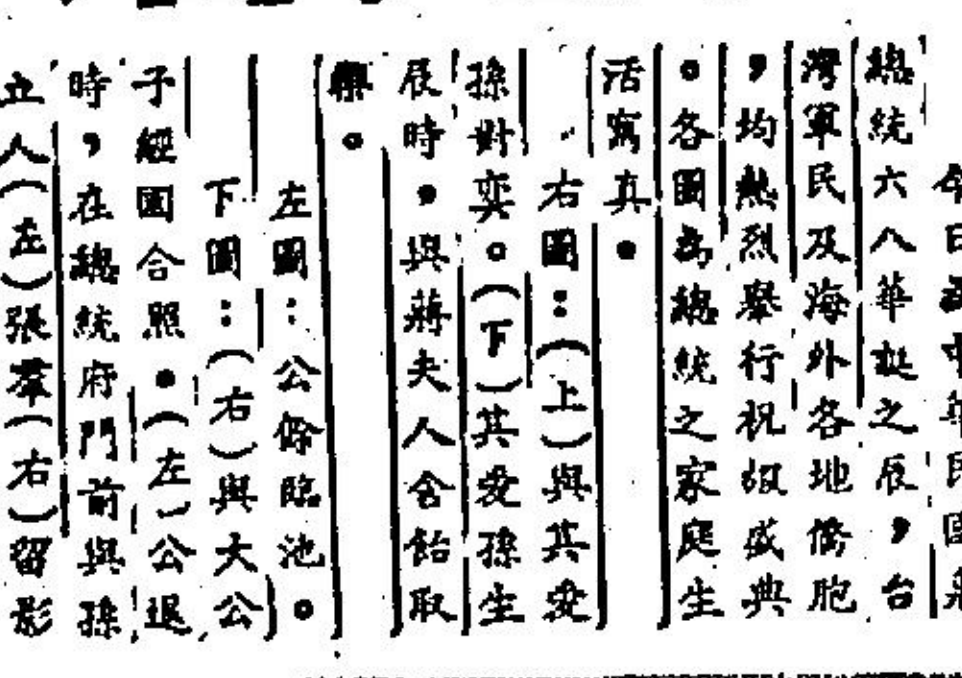 今日為中華民國蔣
總統六八華誕之辰，台
灣軍民及海外各地僑胞
，均熱烈舉行祝嘏盛典
。各圖為總統之家庭生
活寫真。
右圖：（上）與其愛
孫對奕。（下）其愛孫生
辰時，與蔣夫人含飴取
樂。
左圖：公餘臨池。
下圖：（右）與大公
子經國合照。（左）公退
時，在總統府門前與孫
立人（左）張羣（右）留影